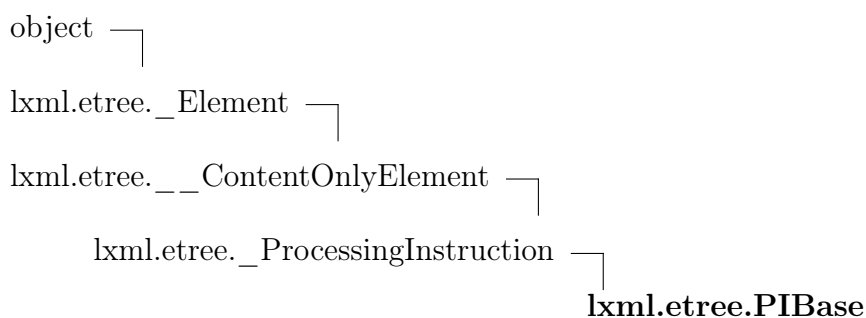 object
lxml.etree._Element
lxml.etree.__ContentOnlyElement
lxml.etree._ProcessingInstruction
lxml.etree.PIBase